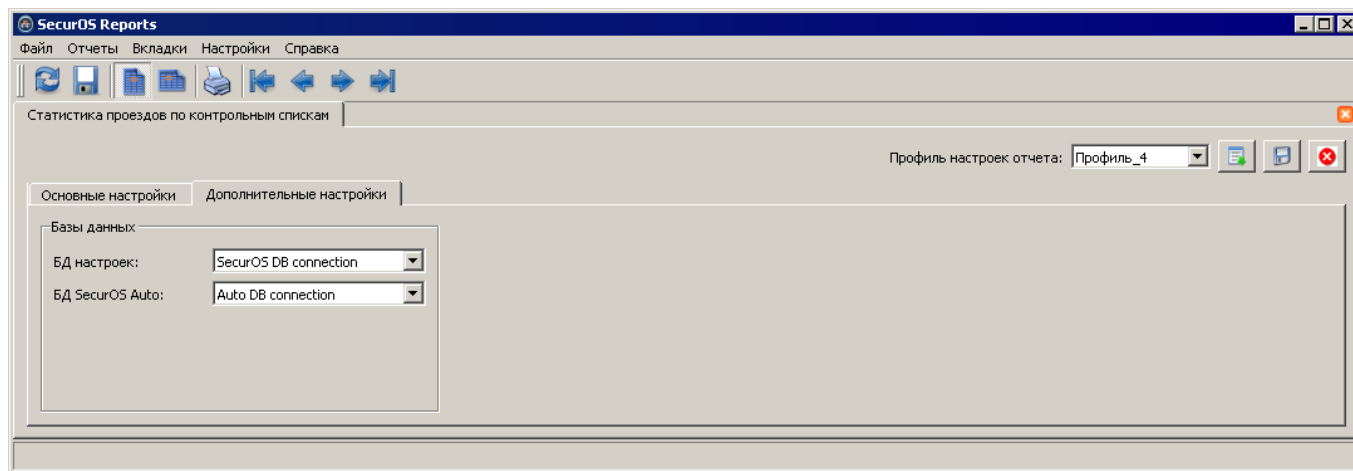 SecurOS Reports
Файл Отчеты Вкладки Настройки Справка
Статистика проездов по контрольным спискам
Профиль настроек отчета: Профиль_4
Основные настройки Дополнительные настройки
Базы данных
БД настроек: SecurOS DB connection
БД SecurOS Auto: Auto DB connection